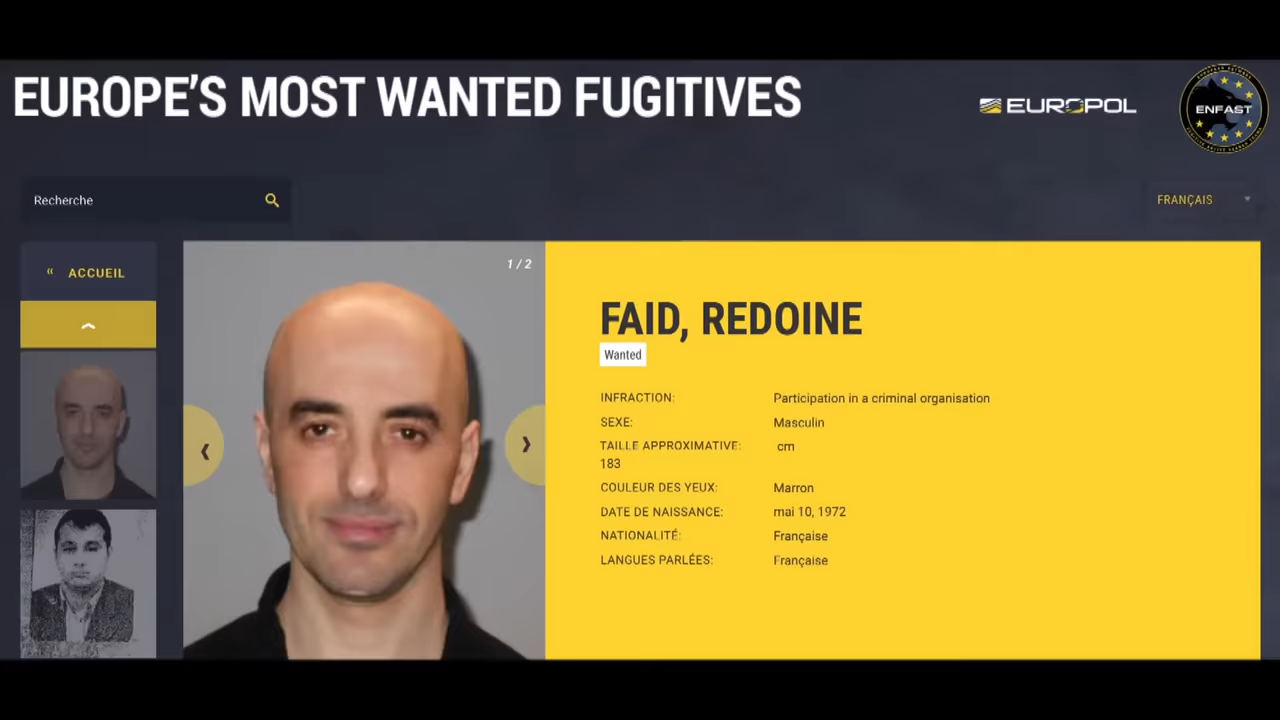 EUROPE'S MOST WANTED FUGITIVES
EUROPOL
ENFAST
Recherche
FRANÇAIS
« ACCUEIL
1 / 2
FAID, REDOINE
Wanted
INFRACTION: Participation in a criminal organisation
SEXE: Masculin
TAILLE APPROXIMATIVE: cm
183
COULEUR DES YEUX: Marron
DATE DE NAISSANCE: mai 10, 1972
NATIONALITÉ: Française
LANGUES PARLÉES: Française